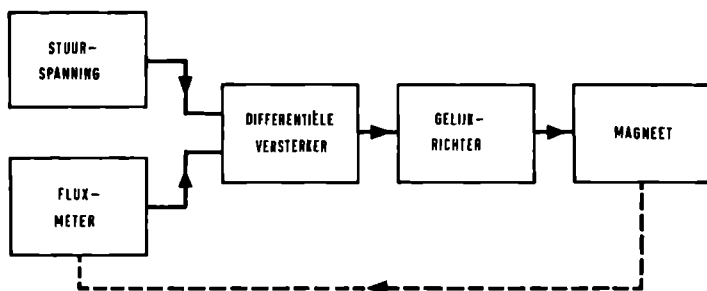 STUUR-
SPANNING
DIFFERENTIËLE
VERSTERKER
GELIJK-
RICHTER
MAGNEET
FLUX-
METER